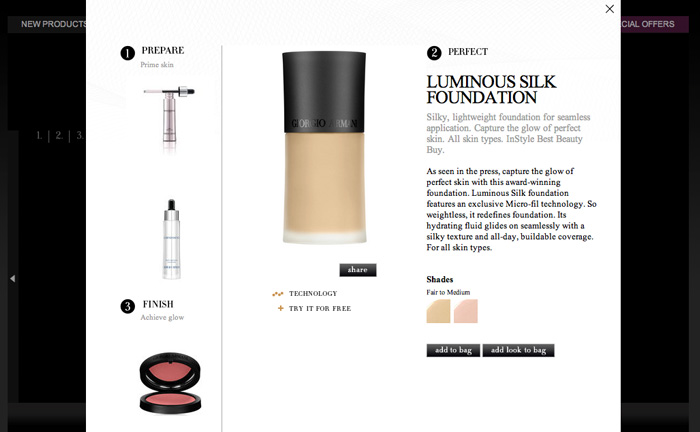 NEW PRODUCTS
CIAL OFFERS
1. | 2. | 3.
1 PREPARE
Prime skin
3 FINISH
Achieve glow
GIORGIO ARMANI
share
TECHNOLOGY
TRY IT FOR FREE
2 PERFECT
LUMINOUS SILK
FOUNDATION
Silky, lightweight foundation for seamless
application. Capture the glow of perfect
skin. All skin types. InStyle Best Beauty
Buy.
As seen in the press, capture the glow of
perfect skin with this award-winning
foundation. Luminous Silk foundation
features an exclusive Micro-fil technology. So
weightless, it redefines foundation. Its
hydrating fluid glides on seamlessly with a
silky texture and all-day, buildable coverage.
For all skin types.
Shades
Fair to Medium
add to bag add look to bag